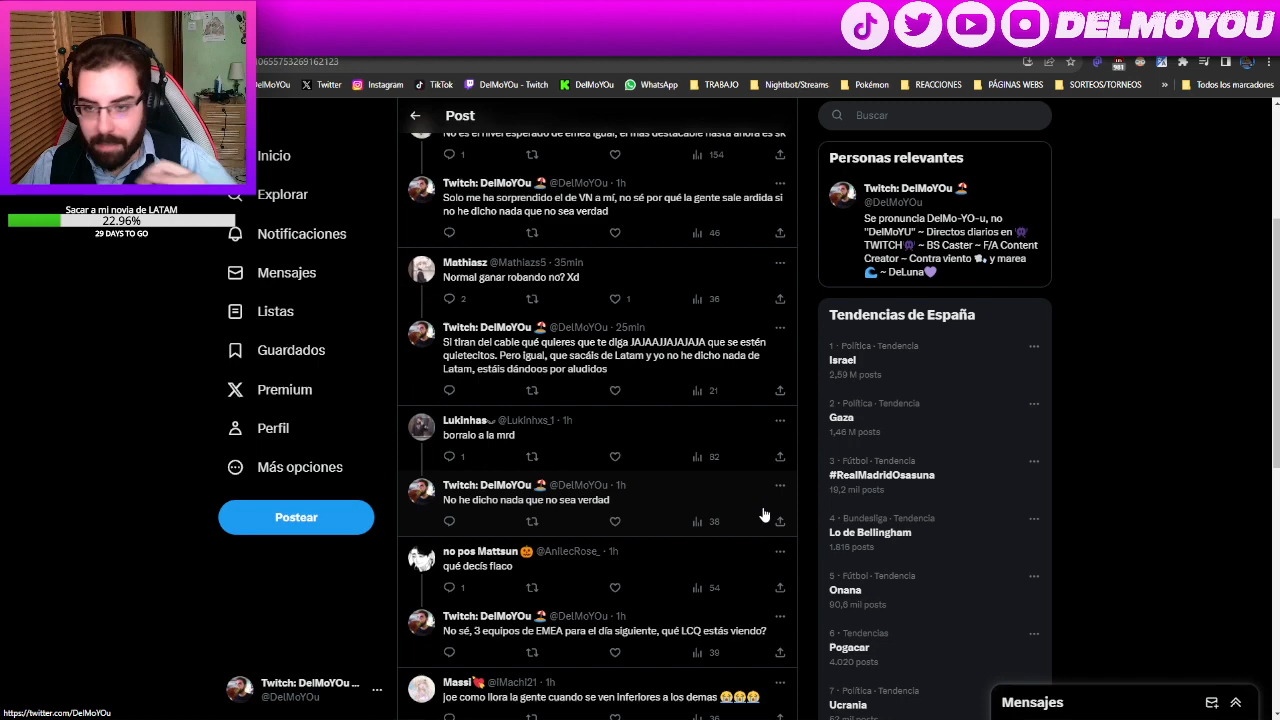 DELMOYOU
0655753269162123
DelMoYOu
Twitter
Instagram
TikTok
DelMoYOu - Twitch
DelMoYOu
WhatsApp
TRABAJO
Nightbot/Streams
Pokémon
REACCIONES
PÁGINAS WEBS
SORTEOS/TORNEOS
»
Todos los marcadores
Sacar a mi novia de LATAM
22.96%
29 DAYS TO GO
Inicio
Explorar
Notificaciones
Mensajes
Listas
Guardados
Premium
Perfil
Más opciones
Postear
Twitch: DelMoYOu ...
@DelMoYOu
https://twitter.com/DelMoYOu
Post
No es el nivel esperado de emea igual, el más destacable hasta ahora es sk
1 154
Twitch: DelMoYOu 🏖️ @DelMoYOu · 1h
Solo me ha sorprendido el de VN a mí, no sé por qué la gente sale ardida si
no he dicho nada que no sea verdad
46
Mathiasz @Mathiazs5 · 35min
Normal ganar robando no? Xd
2 1 36
Twitch: DelMoYOu 🏖️ @DelMoYOu · 25min
Si tiran del cable qué quieres que te diga JAJAAJJAJAJAJA que se estén
quietecitos. Pero igual, que sacáis de Latam y yo no he dicho nada de
Latam, estáis dándoos por aludidos
21
Lukinhas @Lukinhxs_1 · 1h
borralo a la mrd
1 82
Twitch: DelMoYOu 🏖️ @DelMoYOu · 1h
No he dicho nada que no sea verdad
38
no pos Mattsun 🎃 @AnllecRose_ · 1h
qué decís flaco
1 54
Twitch: DelMoYOu 🏖️ @DelMoYOu · 1h
No sé, 3 equipos de EMEA para el día siguiente, qué LCQ estás viendo?
39
Massi💘 @IMachI21 · 1h
joe como llora la gente cuando se ven inferiores a los demas 😭😭😭
36
Buscar
Personas relevantes
Twitch: DelMoYOu 🏖️
@DelMoYOu
Se pronuncia DelMo-YO-u, no
"DelMoYU" ~ Directos diarios en
TWITCH ~ BS Caster ~ F/A Content
Creator ~ Contra viento y marea
🌊 ~ DeLuna💜
Tendencias de España
1 · Política · Tendencia
Israel
2,59 M posts
2 · Política · Tendencia
Gaza
1,46 M posts
3 · Fútbol · Tendencia
#RealMadridOsasuna
19,2 mil posts
4 · Bundesliga · Tendencia
Lo de Bellingham
1.816 posts
5 · Fútbol · Tendencia
Onana
90,6 mil posts
6 · Tendencias
Pogacar
4.020 posts
7 · Política · Tendencia
Ucrania
Mensajes